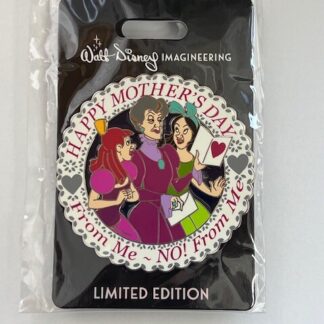 Walt Disney IMAGINEERING
HAPPY MOTHER'S DAY
From Me ~ NO! From Me!
LIMITED EDITION